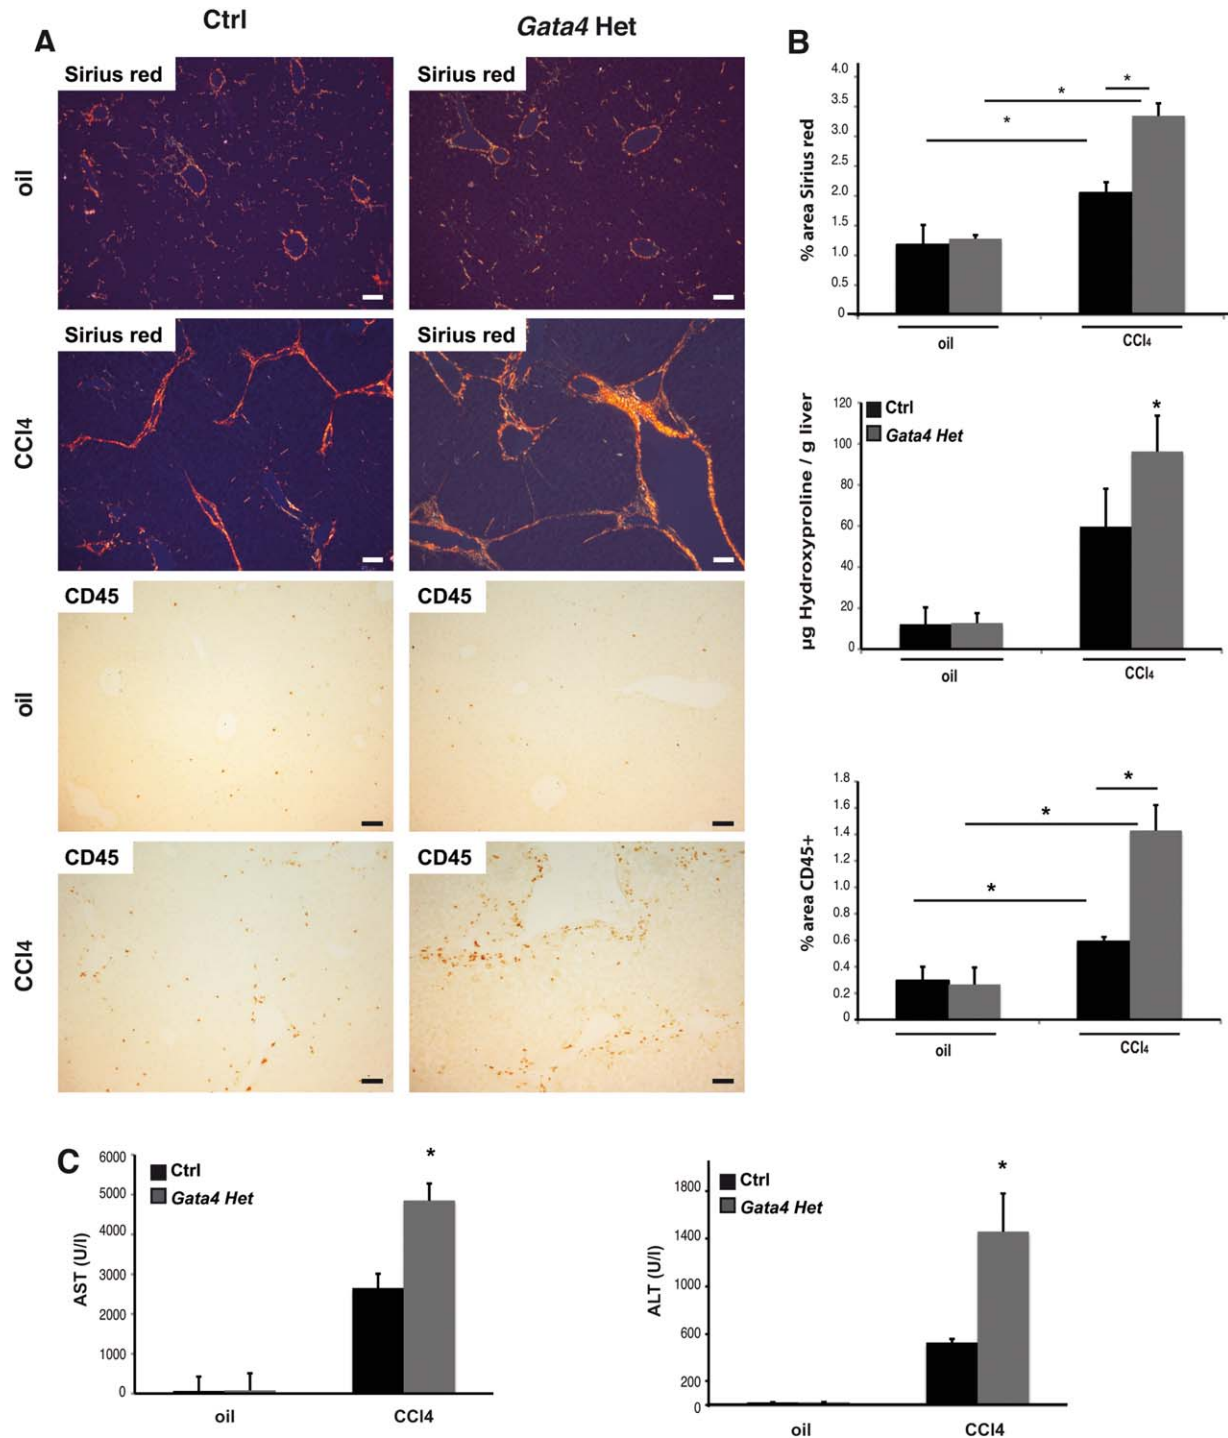 Ctrl
Gata4 Het
A
Sirius red
Sirius red
oil
Sirius red
Sirius red
CCl4
CD45
CD45
oil
CD45
CD45
CCl4
B
% area Sirius red
4.0
3.5
3.0
2.5
2.0
1.5
1.0
0.5
0
*
*
*
oil
CCl4
µg Hydroxyproline / g liver
120
100
80
60
40
20
0
Ctrl
Gata4 Het
*
oil
CCl4
% area CD45+
1.8
1.6
1.4
1.2
1.0
0.8
0.6
0.4
0.2
0
*
*
*
oil
CCl4
C
AST (U/l)
6000
5000
4000
3000
2000
1000
0
Ctrl
Gata4 Het
*
oil
CCl4
ALT (U/l)
1800
1400
1000
600
200
0
Ctrl
Gata4 Het
*
oil
CCl4